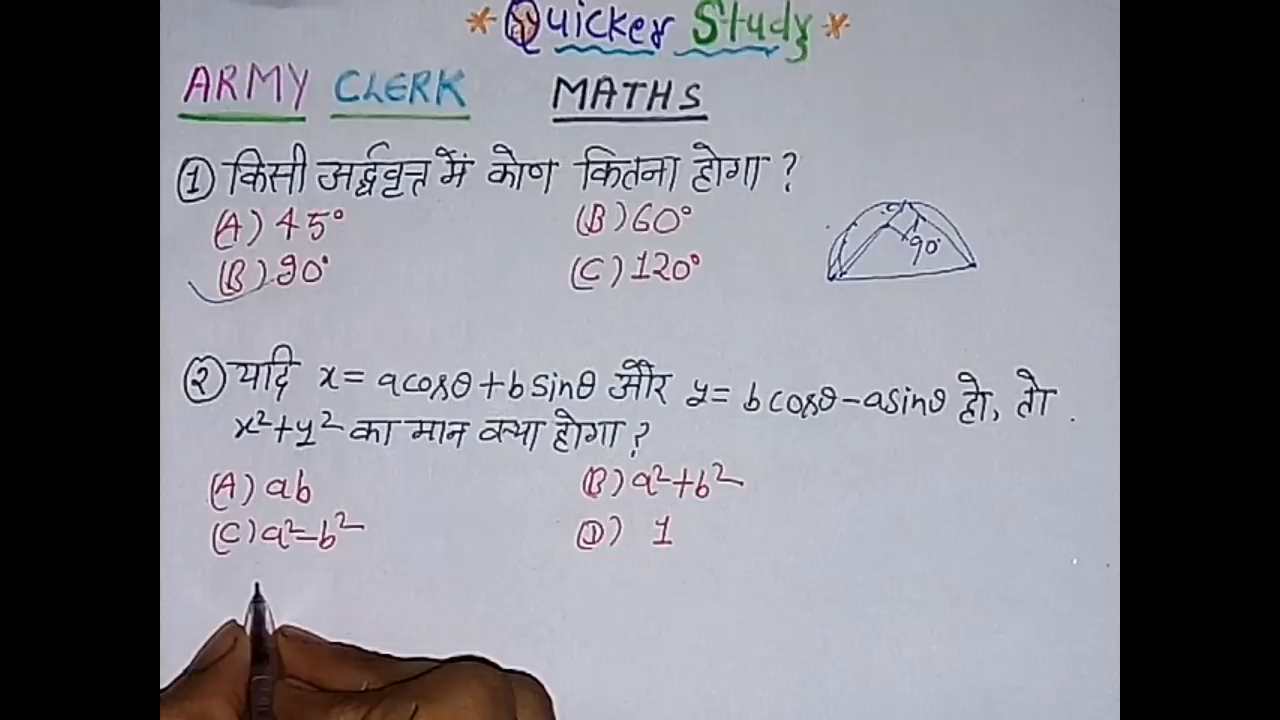 * Quicker Study *
ARMY CLERK MATHS
① किसी अर्द्धवृत्त में कोण कितना होगा ?
(A) 45° (B) 60°
(B) 90° (C) 120°
90°
② यदि x = a cosθ + b sinθ और y = b cosθ - a sinθ हो, तो
x² + y² का मान क्या होगा ?
(A) ab (B) a² + b²
(C) a² - b² (D) 1